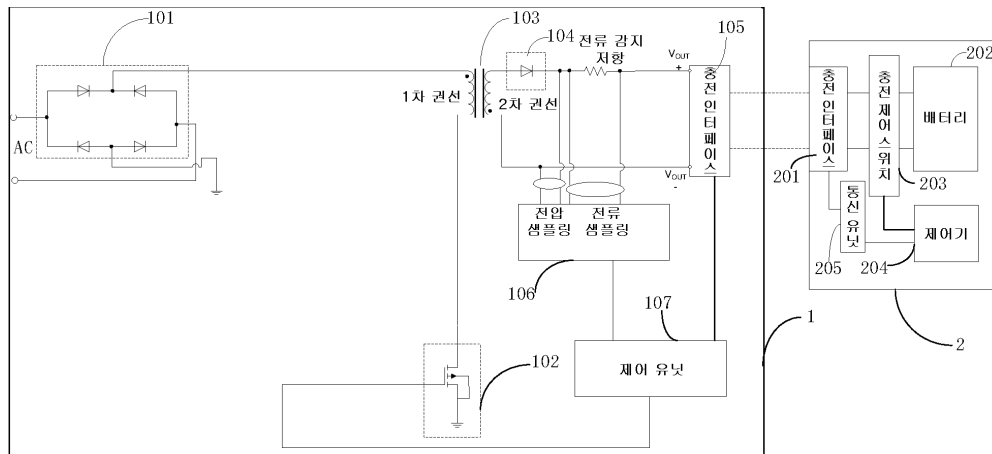 101
AC
103
1차 권선
2차 권선
104
전류 감지
저항
V_OUT
+
105
충전 인터페이스
V_OUT
-
전압
샘플링
전류
샘플링
106
107
제어 유닛
102
1
충전 인터페이스
201
충전 제어 스위치
203
202
배터리
통신 유닛
205
제어기
204
2